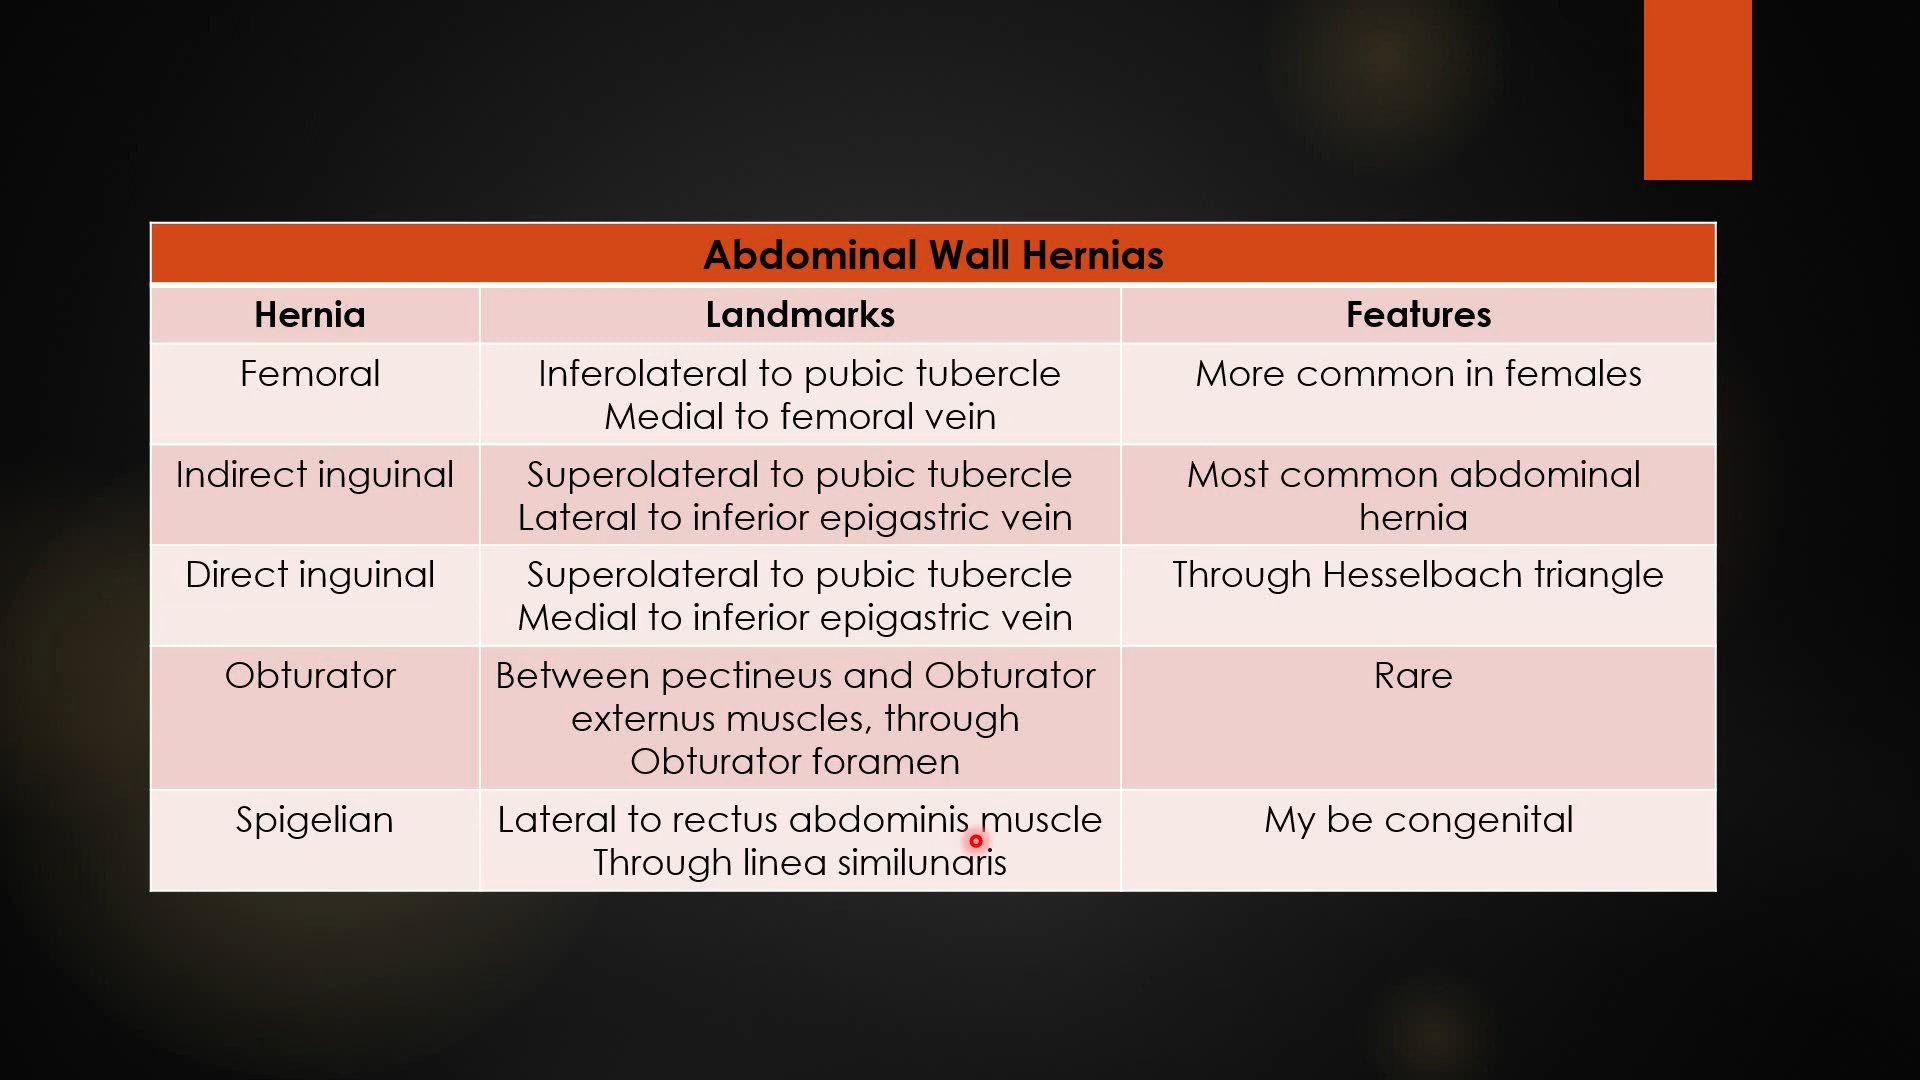 Abdominal Wall Hernias
Hernia Landmarks Features
Femoral
Inferolateral to pubic tubercle
Medial to femoral vein
More common in females
Indirect inguinal
Superolateral to pubic tubercle
Lateral to inferior epigastric vein
Most common abdominal
hernia
Direct inguinal
Superolateral to pubic tubercle
Medial to inferior epigastric vein
Through Hesselbach triangle
Obturator
Between pectineus and Obturator
externus muscles, through
Obturator foramen
Rare
Spigelian
Lateral to rectus abdominis muscle
Through linea similunaris
My be congenital